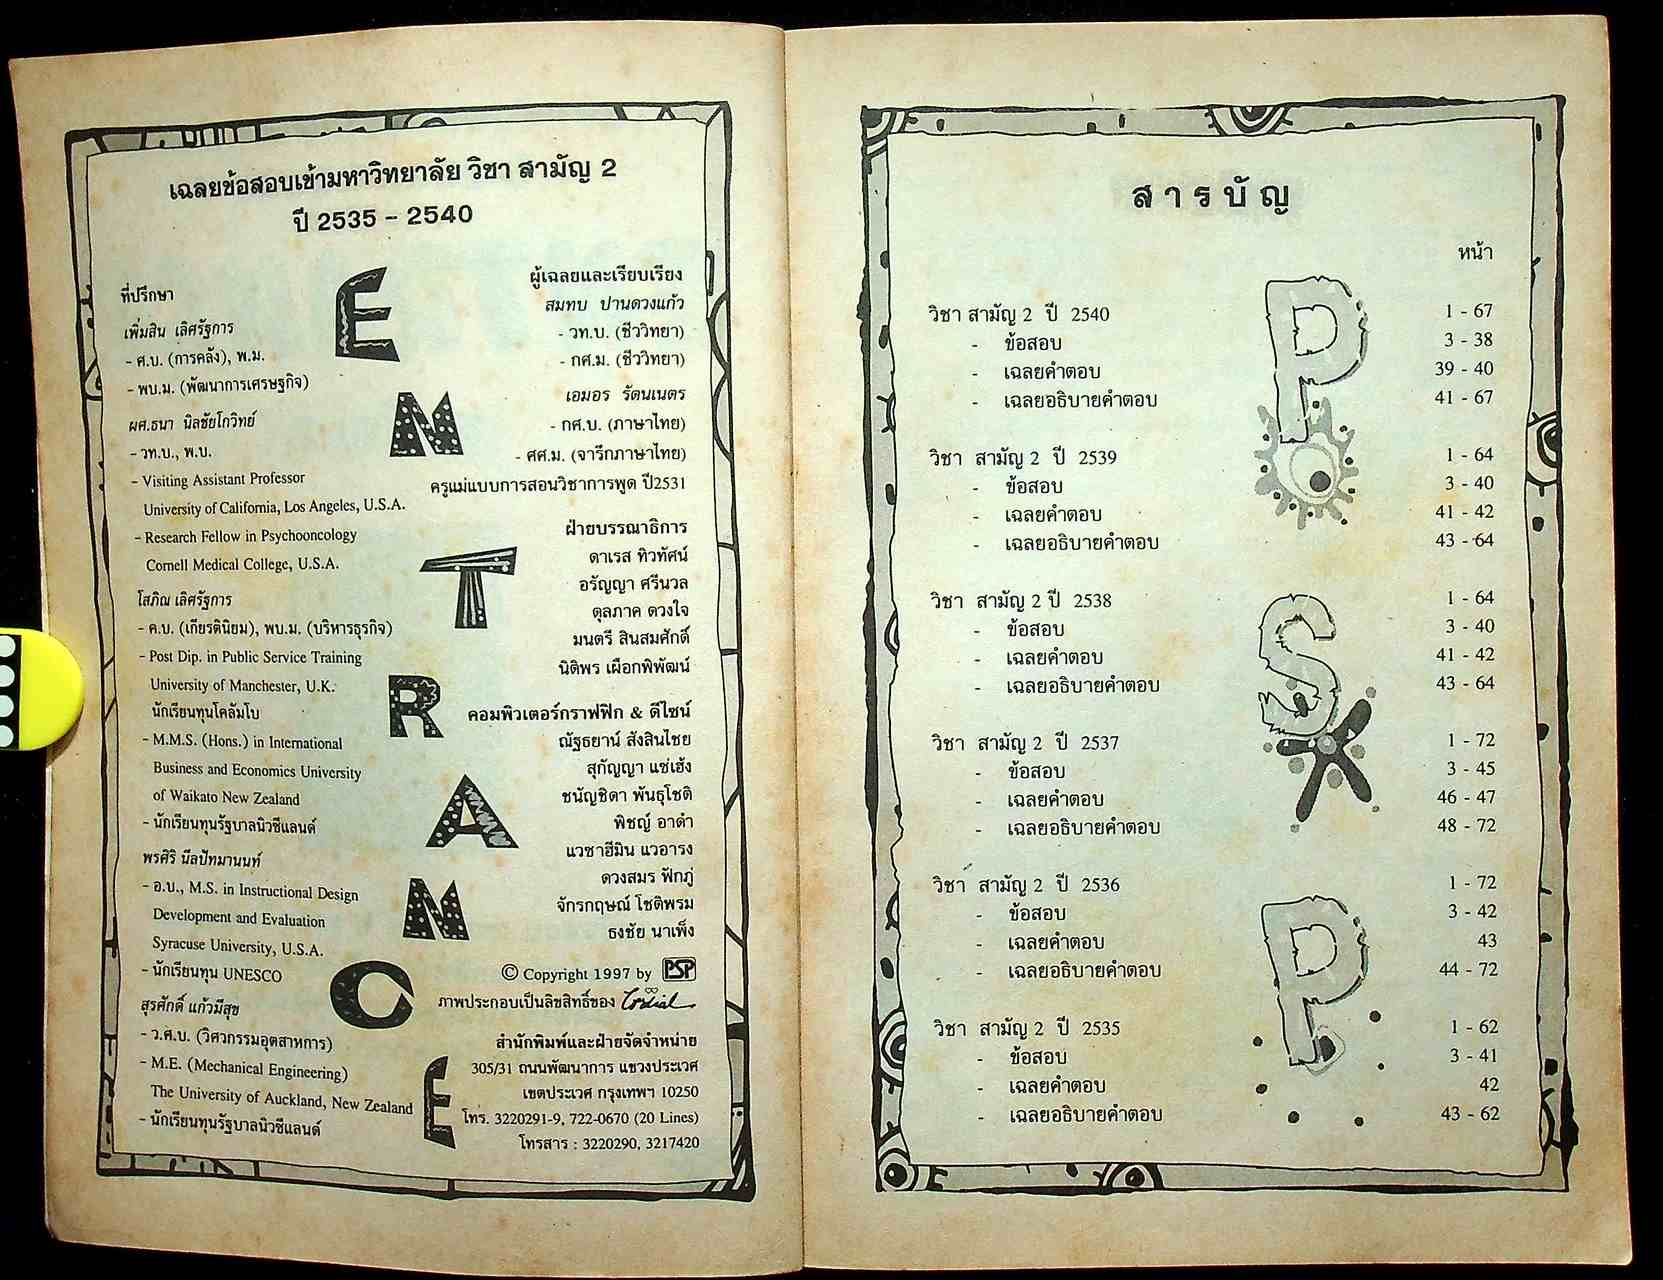 เฉลยข้อสอบเข้ามหาวิทยาลัย วิชา สามัญ 2
ปี 2535 - 2540
ที่ปรึกษา
เพิ่มสิน เลิศรัฐการ
- ศ.บ. (การคลัง), พ.ม.
- พบ.ม. (พัฒนาการเศรษฐกิจ)
ผศ.ธนา นิลชัยโกวิทย์
- วท.บ., พ.บ.
- Visiting Assistant Professor
University of California, Los Angeles, U.S.A.
- Research Fellow in Psychooncology
Cornell Medical College, U.S.A.
โสภิณ เลิศรัฐการ
- ค.บ. (เกียรตินิยม), พบ.ม. (บริหารธุรกิจ)
- Post Dip. in Public Service Training
University of Manchester, U.K.
นักเรียนทุนโคลัมโบ
- M.M.S. (Hons.) in International
Business and Economics University
of Waikato New Zealand
- นักเรียนทุนรัฐบาลนิวซีแลนด์
พรศิริ นีลปัทมานนท์
- อ.บ., M.S. in Instructional Design
Development and Evaluation
Syracuse University, U.S.A.
- นักเรียนทุน UNESCO
สุรศักดิ์ แก้วมีสุข
- ว.ศ.บ. (วิศวกรรมอุตสาหการ)
- M.E. (Mechanical Engineering)
The University of Auckland, New Zealand
- นักเรียนทุนรัฐบาลนิวซีแลนด์
E
M
T
R
A
M
C
E
ผู้เฉลยและเรียบเรียง
สมทบ ปานดวงแก้ว
- วท.บ. (ชีววิทยา)
- กศ.ม. (ชีววิทยา)
เอมอร รัตนเนตร
- กศ.บ. (ภาษาไทย)
- ศศ.ม. (จารึกภาษาไทย)
ครูแม่แบบการสอนวิชาการพูด ปี2531
ฝ่ายบรรณาธิการ
ดาเรส ทิวทัศน์
อรัญญา ศรีนวล
ตุลภาค ดวงใจ
มนตรี สินสมศักดิ์
นิติพร เผือกพิพัฒน์
คอมพิวเตอร์กราฟฟิก & ดีไซน์
ณัฐธยาน์ สังสินไชย
สุกัญญา แซ่เฮ้ง
ชนัญชิดา พันธุโชติ
พิชญ์ อาดำ
แวซาฮีมิน แวอารง
ดวงสมร ฟักภู่
จักรกฤษณ์ โชติพรม
ธงชัย นาเพ็ง
© Copyright 1997 by PSP
ภาพประกอบเป็นลิขสิทธิ์ของ Cordial
สำนักพิมพ์และฝ่ายจัดจำหน่าย
305/31 ถนนพัฒนาการ แขวงประเวศ
เขตประเวศ กรุงเทพฯ 10250
โทร. 3220291-9, 722-0670 (20 Lines)
โทรสาร : 3220290, 3217420
สารบัญ
หน้า
วิชา สามัญ 2 ปี 2540 1 - 67
- ข้อสอบ 3 - 38
- เฉลยคำตอบ 39 - 40
- เฉลยอธิบายคำตอบ 41 - 67
วิชา สามัญ 2 ปี 2539 1 - 64
- ข้อสอบ 3 - 40
- เฉลยคำตอบ 41 - 42
- เฉลยอธิบายคำตอบ 43 - 64
วิชา สามัญ 2 ปี 2538 1 - 64
- ข้อสอบ 3 - 40
- เฉลยคำตอบ 41 - 42
- เฉลยอธิบายคำตอบ 43 - 64
วิชา สามัญ 2 ปี 2537 1 - 72
- ข้อสอบ 3 - 45
- เฉลยคำตอบ 46 - 47
- เฉลยอธิบายคำตอบ 48 - 72
วิชา สามัญ 2 ปี 2536 1 - 72
- ข้อสอบ 3 - 42
- เฉลยคำตอบ 43
- เฉลยอธิบายคำตอบ 44 - 72
วิชา สามัญ 2 ปี 2535 1 - 62
- ข้อสอบ 3 - 41
- เฉลยคำตอบ 42
- เฉลยอธิบายคำตอบ 43 - 62
P
S
P